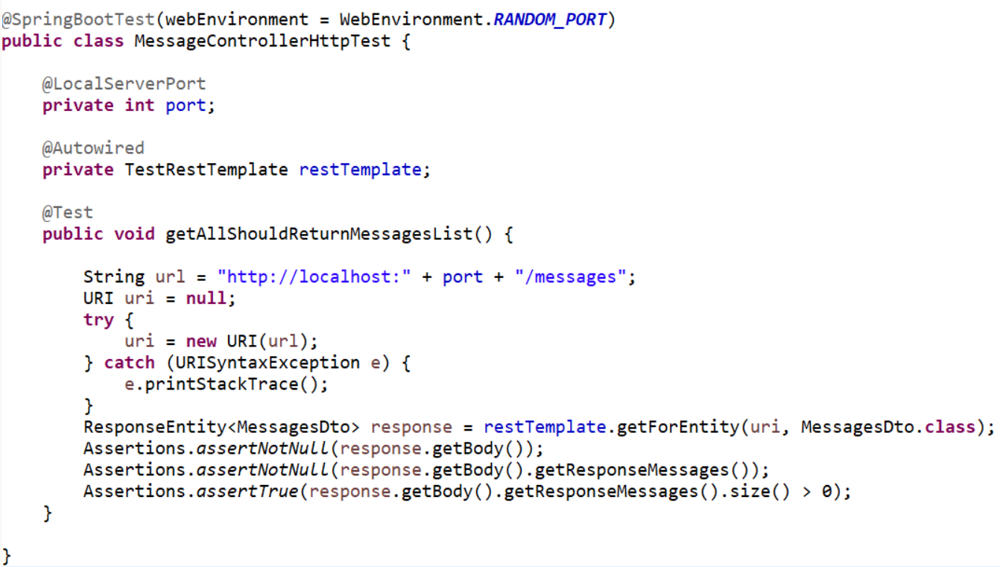 @SpringBootTest(webEnvironment = WebEnvironment.RANDOM_PORT)
public class MessageControllerHttpTest {
@LocalServerPort
private int port;
@Autowired
private TestRestTemplate restTemplate;
@Test
public void getAllShouldReturnMessagesList() {
String url = "http://localhost:" + port + "/messages";
URI uri = null;
try {
uri = new URI(url);
} catch (URISyntaxException e) {
e.printStackTrace();
}
ResponseEntity<MessagesDto> response = restTemplate.getForEntity(uri, MessagesDto.class);
Assertions.assertNotNull(response.getBody());
Assertions.assertNotNull(response.getBody().getResponseMessages());
Assertions.assertTrue(response.getBody().getResponseMessages().size() > 0);
}
}